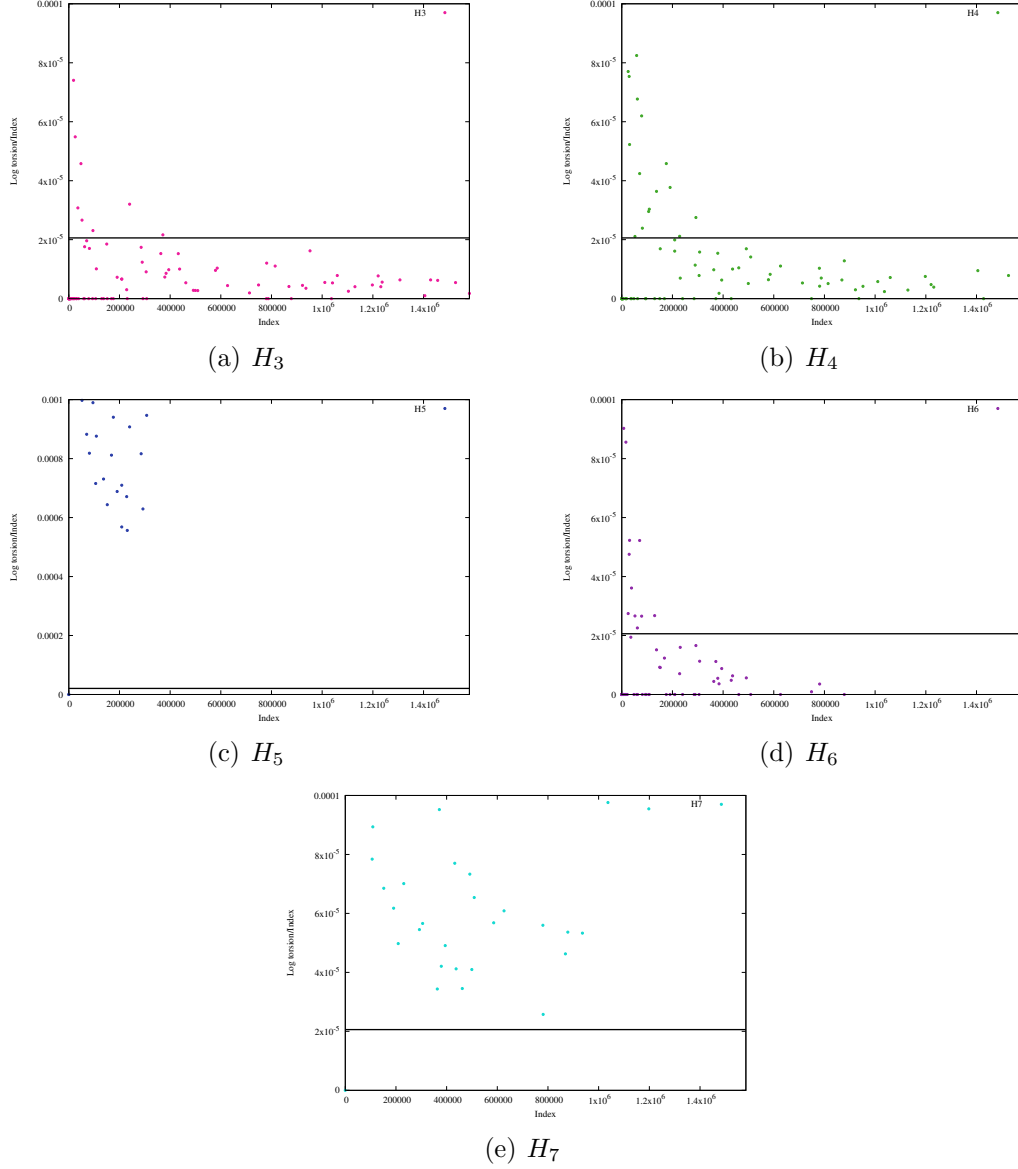 0.0001
H3
8x10-5
6x10-5
4x10-5
2x10-5
0
Log torsion/Index
0 200000 400000 600000 800000 1x10^6 1.2x10^6 1.4x10^6
Index
(a) H3
0.0001
H4
8x10-5
6x10-5
4x10-5
2x10-5
0
Log torsion/Index
0 200000 400000 600000 800000 1x10^6 1.2x10^6 1.4x10^6
Index
(b) H4
0.001
H5
0.0008
0.0006
0.0004
0.0002
0
Log torsion/Index
0 200000 400000 600000 800000 1x10^6 1.2x10^6 1.4x10^6
Index
(c) H5
0.0001
H6
8x10-5
6x10-5
4x10-5
2x10-5
0
Log torsion/Index
0 200000 400000 600000 800000 1x10^6 1.2x10^6 1.4x10^6
Index
(d) H6
0.0001
H7
8x10-5
6x10-5
4x10-5
2x10-5
0
Log torsion/Index
0 200000 400000 600000 800000 1x10^6 1.2x10^6 1.4x10^6
Index
(e) H7